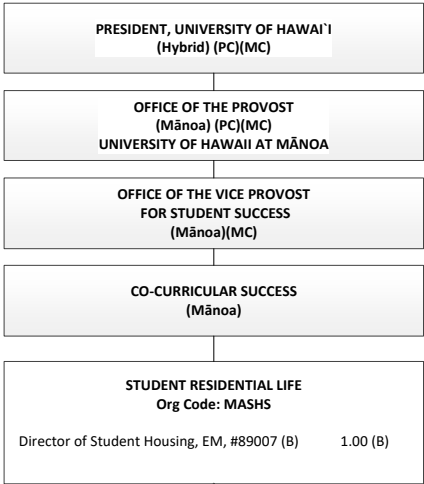 PRESIDENT, UNIVERSITY OF HAWAI`I
(Hybrid) (PC)(MC)
OFFICE OF THE PROVOST
(Mānoa) (PC)(MC)
UNIVERSITY OF HAWAII AT MĀNOA
OFFICE OF THE VICE PROVOST
FOR STUDENT SUCCESS
(Mānoa)(MC)
CO-CURRICULAR SUCCESS
(Mānoa)
STUDENT RESIDENTIAL LIFE
Org Code: MASHS
Director of Student Housing, EM, #89007 (B) 1.00 (B)